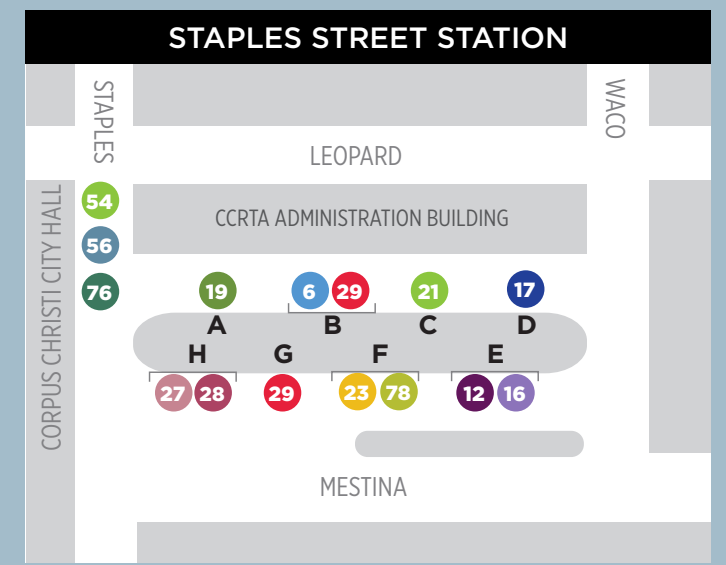 STAPLES STREET STATION
STAPLES
WACO
LEOPARD
CORPUS CHRISTI CITY HALL
54
CCRTA ADMINISTRATION BUILDING
56
76
19
6 29
21
17
A
B
C
D
H
G
F
E
27 28
29
23 78
12 16
MESTINA